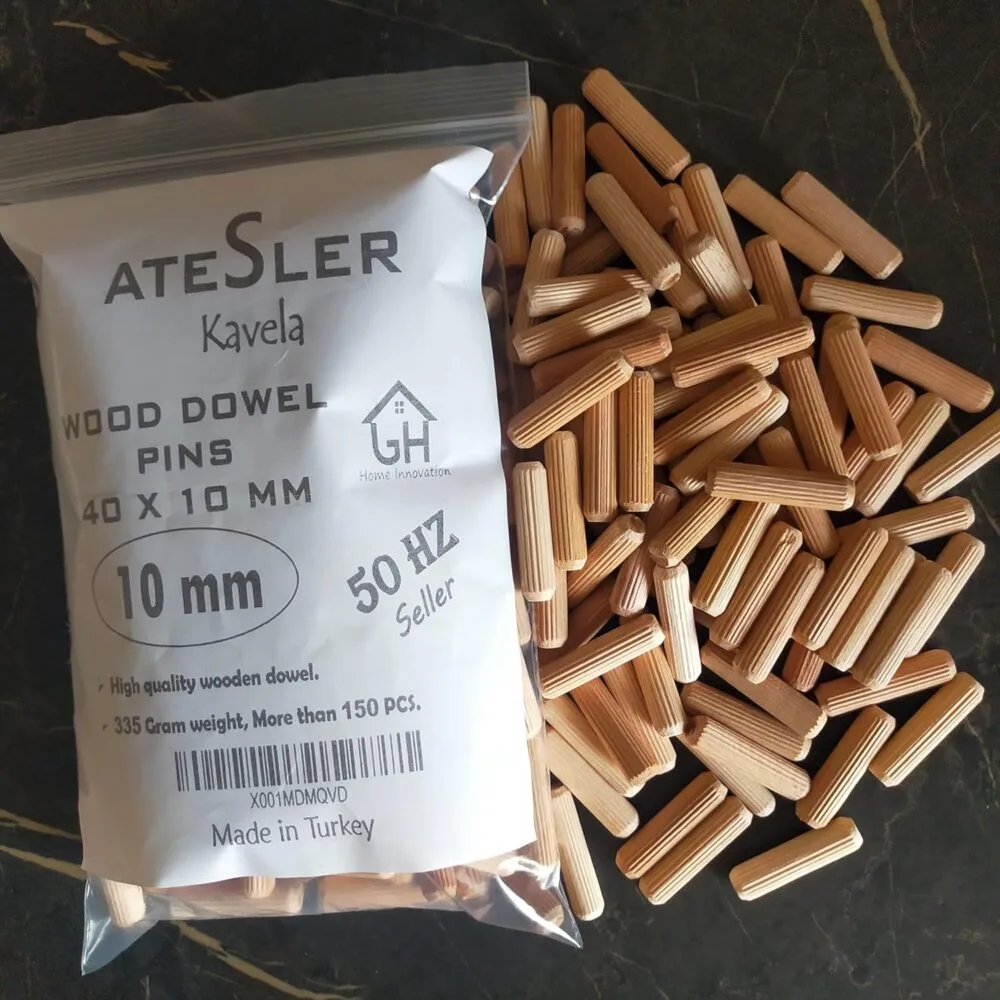 ATESLER
Kavela
WOOD DOWEL
PINS
40 X 10 MM
GH
Home Innovation
10 mm
50 HZ
Seller
High quality wooden dowel.
335 Gram weight, More than 150 PCS.
X001MDMQVD
Made in Turkey